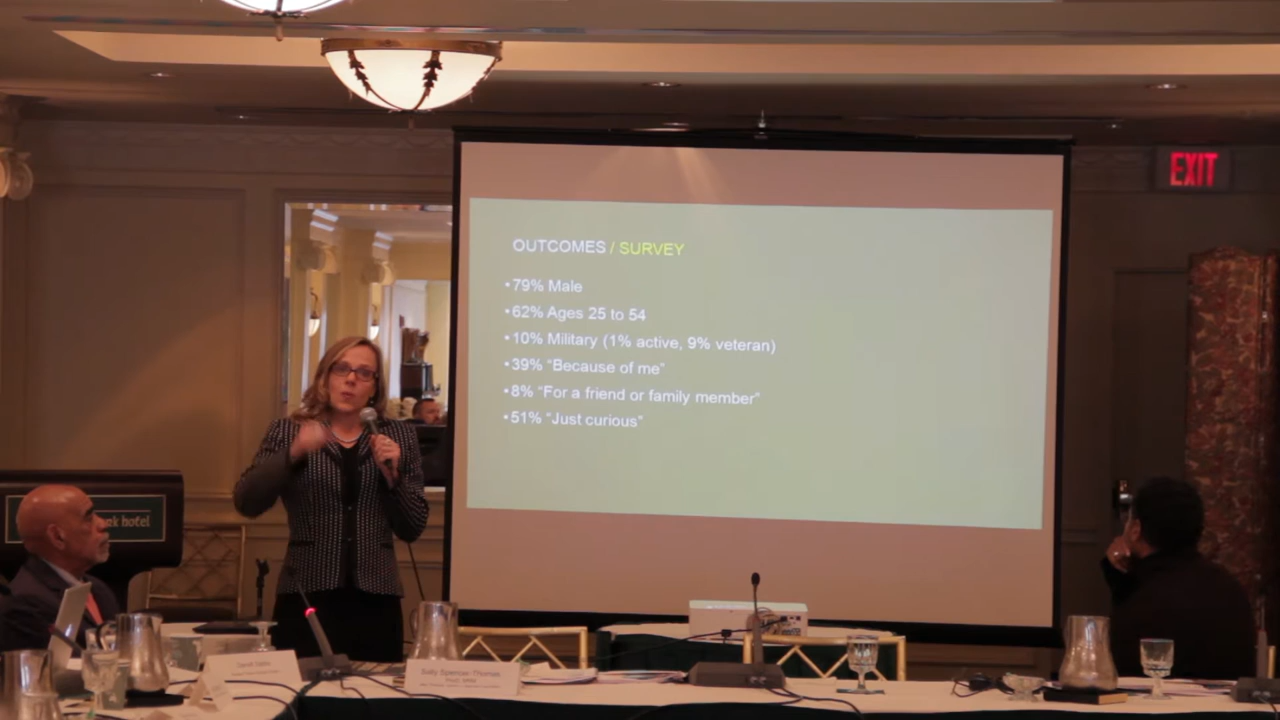 EXIT
OUTCOMES / SURVEY
•79% Male
•62% Ages 25 to 54
•10% Military (1% active, 9% veteran)
•39% “Because of me”
•8% “For a friend or family member”
•51% “Just curious”
hotel
Sally Spencer-Thomas